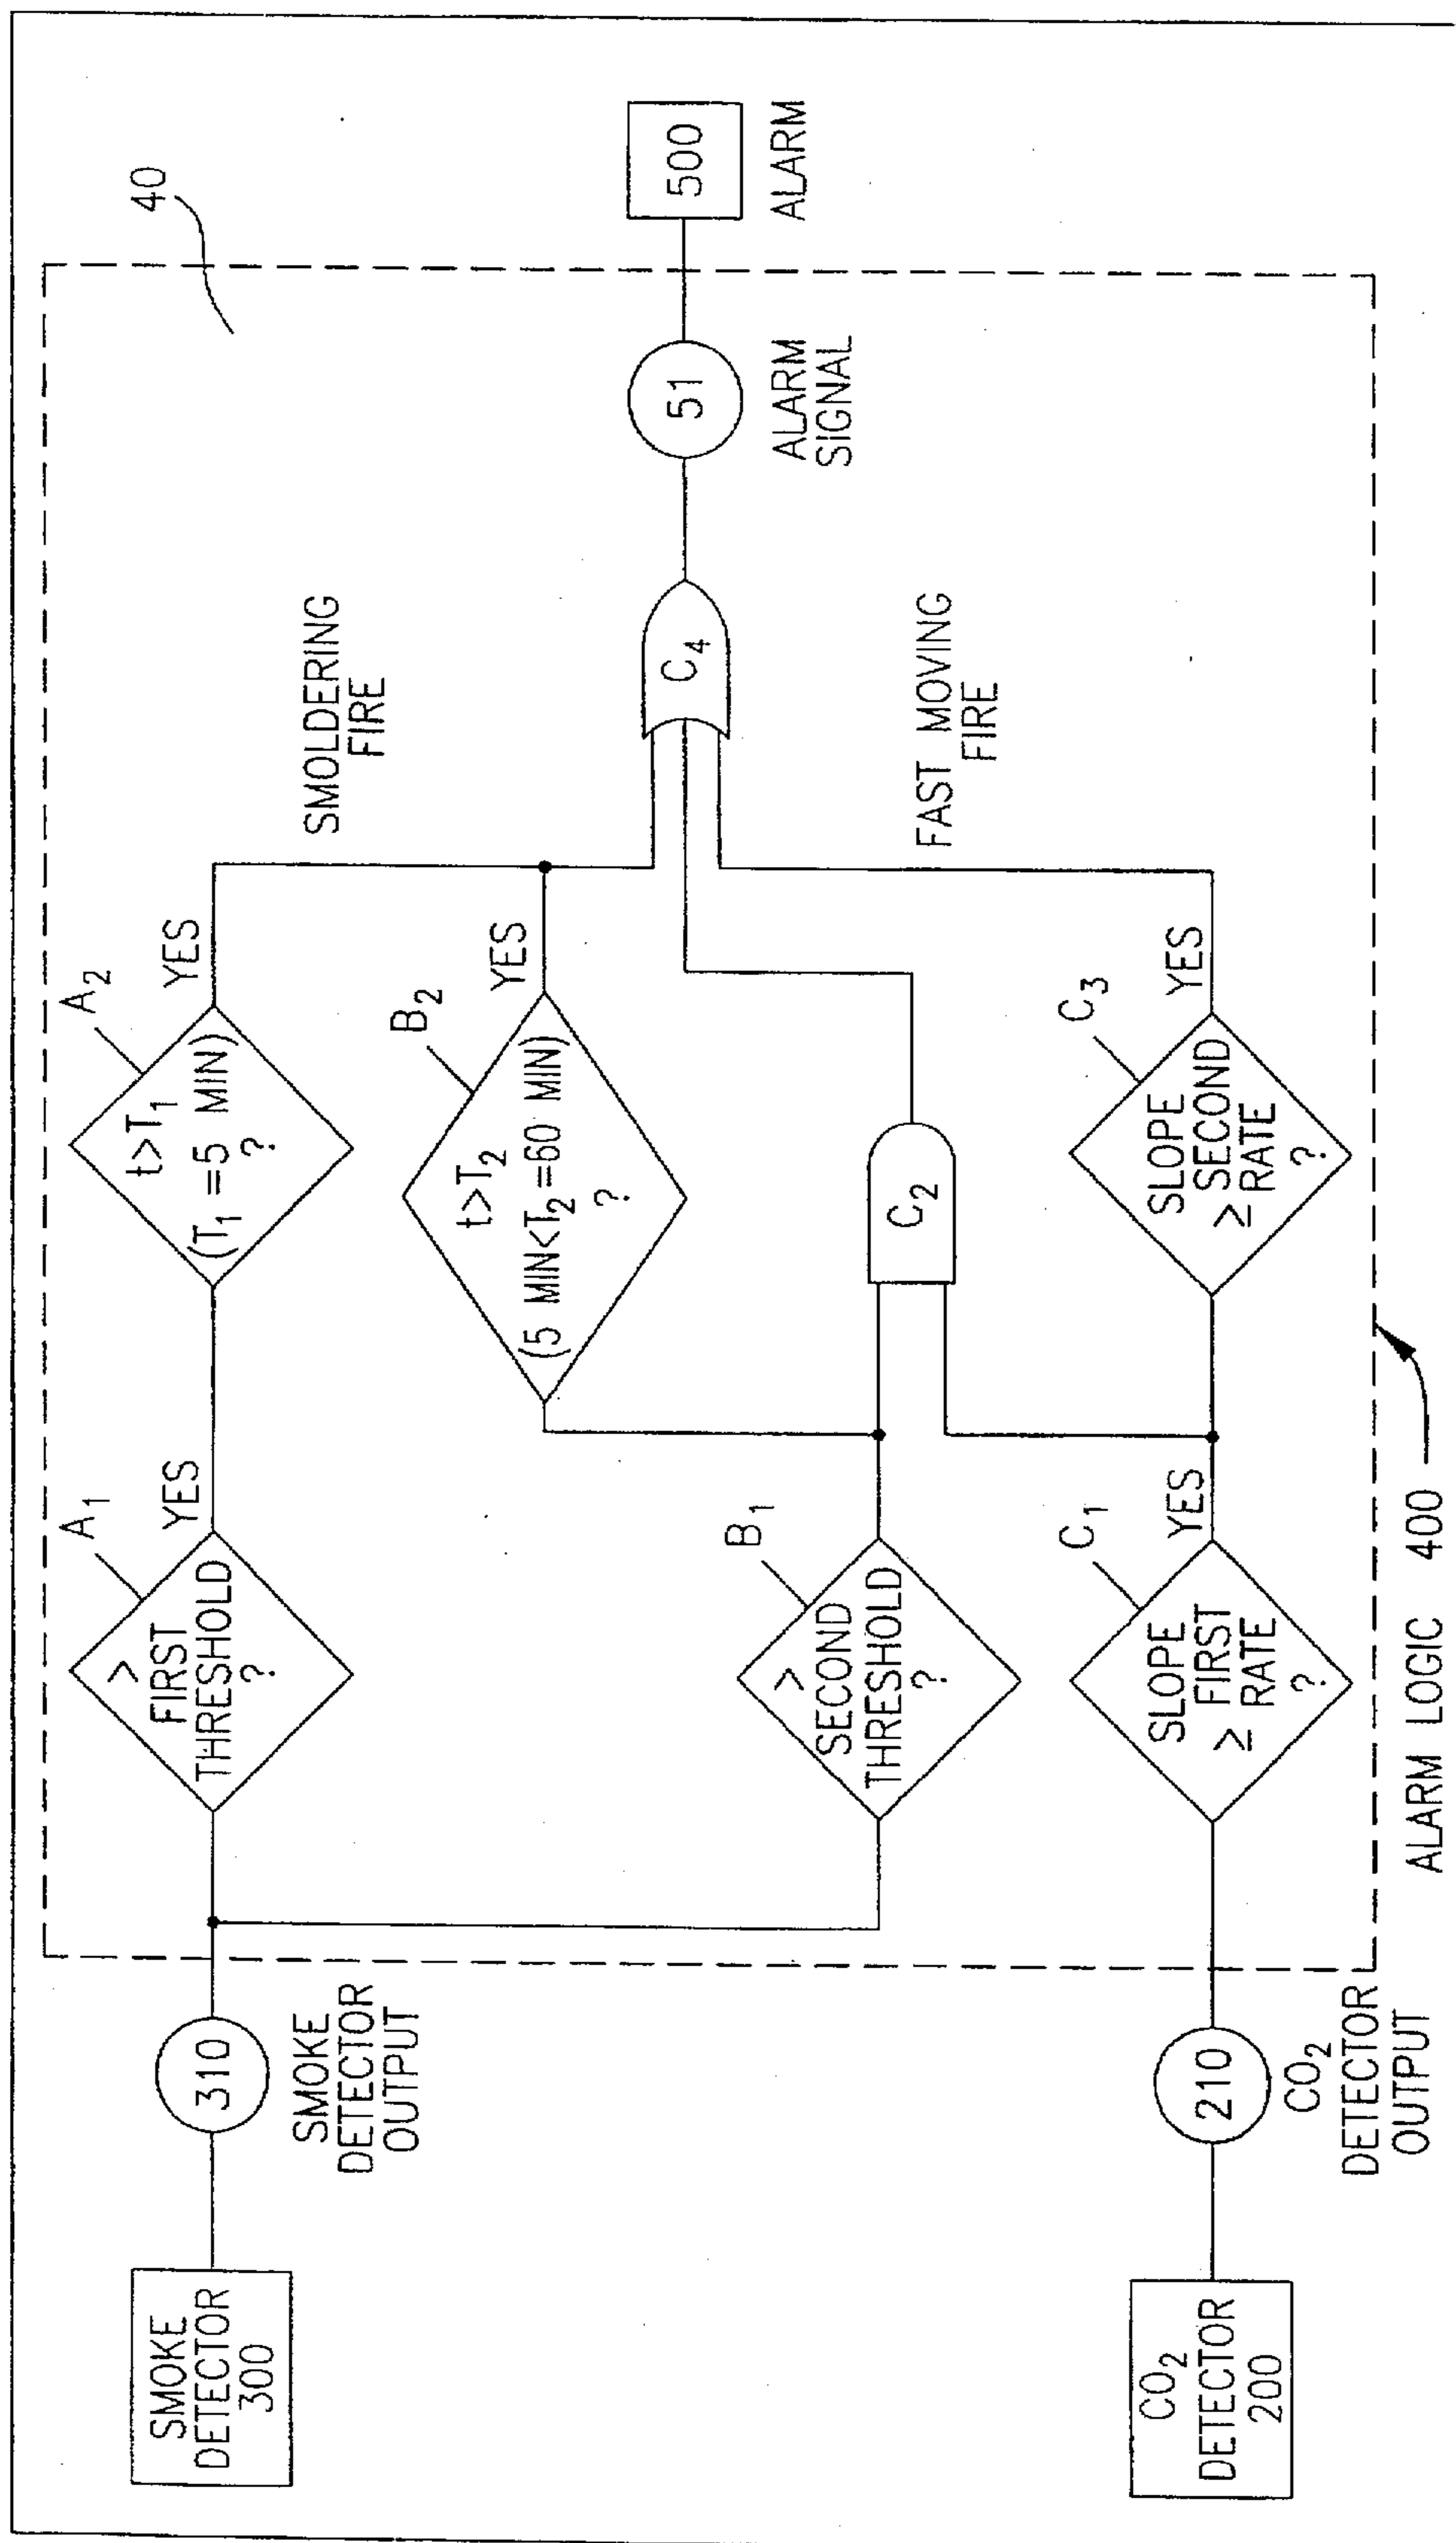 SMOKE
DETECTOR
300
310
SMOKE
DETECTOR
OUTPUT
>
FIRST
THRESHOLD
?
A1
YES
t>T1
(T1 =5 MIN)
?
A2
YES
SMOLDERING
FIRE
40
t>T2
(5 MIN<T2 =60 MIN)
?
B2
YES
>
SECOND
THRESHOLD
?
B1
C2
C4
51
ALARM
SIGNAL
500
ALARM
CO2
DETECTOR
200
210
CO2
DETECTOR
OUTPUT
SLOPE
≥ FIRST
RATE
?
C1
YES
SLOPE
≥ SECOND
RATE
?
C3
YES
FAST MOVING
FIRE
ALARM LOGIC 400